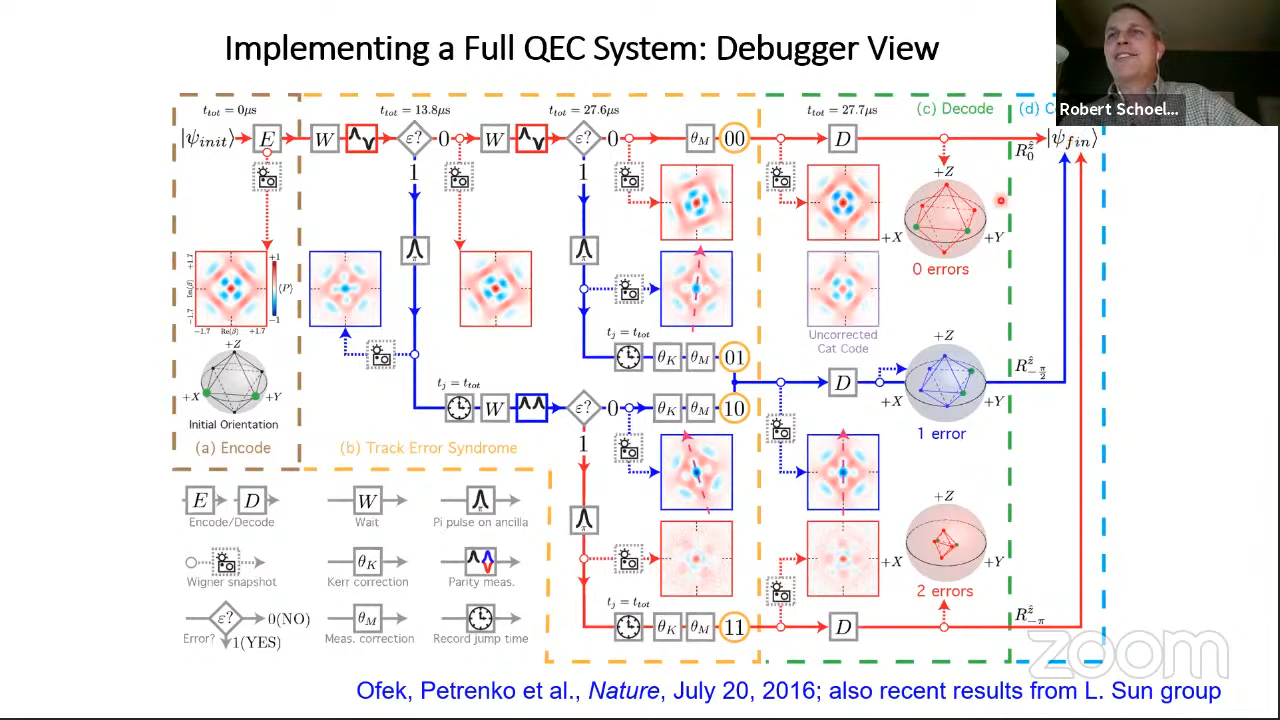 Implementing a Full QEC System: Debugger View
Robert Schoel...
t_tot = 0μs
t_tot = 13.8μs
t_tot = 27.6μs
t_tot = 27.7μs
(c) Decode
(d) C
|ψ_init⟩
E
W
ε?
0
W
ε?
0
θ_M
00
D
R_0^ẑ
|ψ_fin⟩
1
1
+Z
π
π
+X
+Y
0 errors
+1.7
Im(β)
−1.7
+1
⟨P⟩
−1
−1.7
Re(β)
+1.7
Uncorrected
Cat Code
+Z
t_j = t_tot
θ_K
θ_M
01
+Z
R_{−π/2}^ẑ
+X
+Y
Initial Orientation
t_j = t_tot
W
ε?
0
θ_K
θ_M
10
D
+X
+Y
1 error
(a) Encode
(b) Track Error Syndrome
1
E
D
Encode/Decode
W
Wait
π
Pi pulse on ancilla
π
+Z
Wigner snapshot
θ_K
Kerr correction
Parity meas.
+X
+Y
2 errors
ε?
0(NO)
Error?
1(YES)
θ_M
Meas. correction
Record jump time
t_j = t_tot
θ_K
θ_M
11
D
R_{−π}^ẑ
zoom
Ofek, Petrenko et al., Nature, July 20, 2016; also recent results from L. Sun group